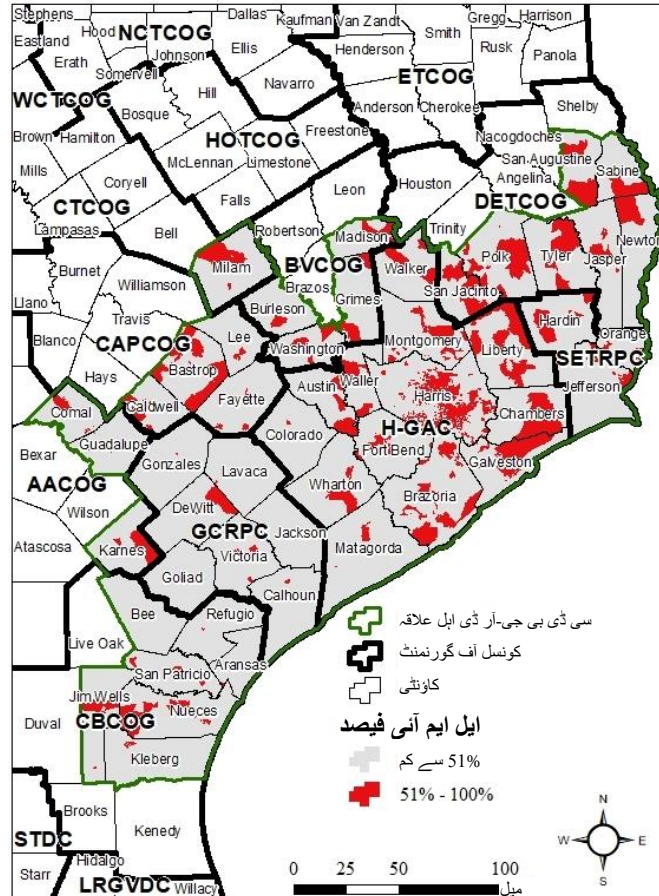 Stephens
Hood
NCTCOG
Dallas
Kaufman
Van Zandt
Gregg
Harrison
Eastland
Erath
Johnson
Ellis
Henderson
Smith
Rusk
Panola
Somervell
Navarro
ETCOG
WCTCOG
Bosque
Hill
Anderson
Cherokee
Shelby
Brown
Hamilton
HOTCOG
Freestone
Nacogdoches
McLennan
Limestone
San Augustine
Sabine
Mills
Coryell
Leon
Houston
Angelina
CTCOG
Falls
DETCOG
Lampasas
Bell
Robertson
Madison
Trinity
Newton
Burnet
Milam
BVCOG
Walker
Polk
Tyler
Jasper
Williamson
Brazos
San Jacinto
Llano
Burleson
Grimes
Hardin
Travis
Lee
Montgomery
Liberty
Orange
Blanco
CAPCOG
Washington
SETRPC
Hays
Bastrop
Austin
Waller
Harris
Jefferson
Comal
Caldwell
Fayette
Chambers
Guadalupe
Colorado
H-GAC
Bexar
Gonzales
Lavaca
Fort Bend
Galveston
AACOG
Wilson
DeWitt
Wharton
Brazoria
Atascosa
Karnes
GCRPC
Jackson
Victoria
Matagorda
Goliad
Calhoun
Bee
Refugio
Live Oak
Aransas
San Patricio
Jim Wells
Nueces
Duval
CBCOG
Kleberg
Brooks
Kenedy
STDC
Hidalgo
Starr
LRGVDC
Willacy
سی ڈی بی جی-آر ڈی اہل علاقہ
کونسل آف گورنمنٹ
کاؤنٹی
ایل ایم آئی فیصد
51% سے کم
51% - 100%
N
W
E
S
0 25 50 100
میل